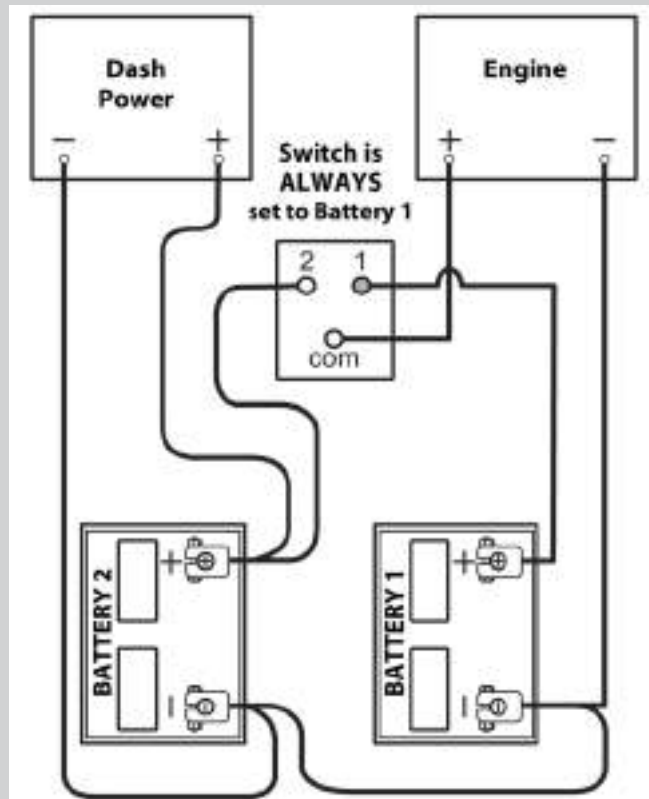 Dash
Power
Engine
−
+
+
−
Switch is
ALWAYS
set to Battery 1
2
1
com
BATTERY 2
+
−
BATTERY 1
+
−